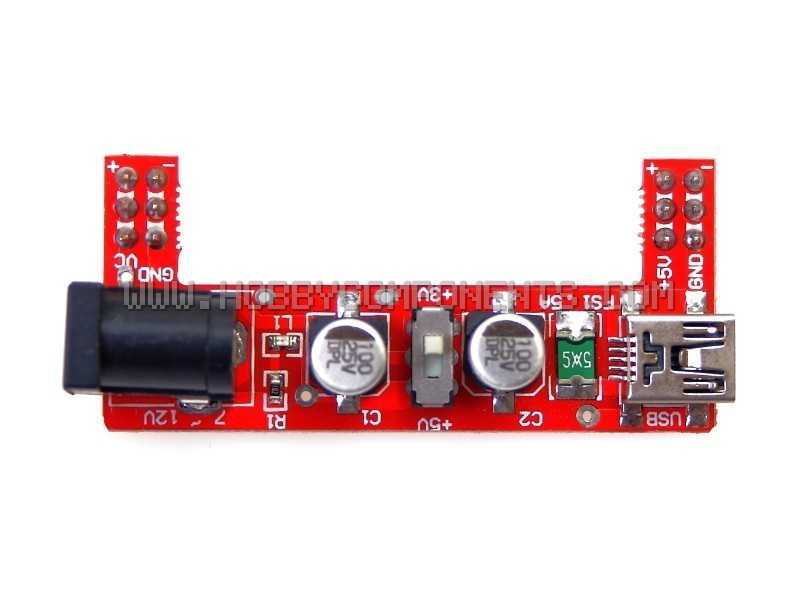 + -
+ -
VC
GND
+5V
GND
WWW.HOBBYCOMPONENTS.COM
+3V
FS1 .5A
L1
100
25V
DPL
100
25V
DPL
R1
C1
+5V
C2
USB
7 ~ 12V